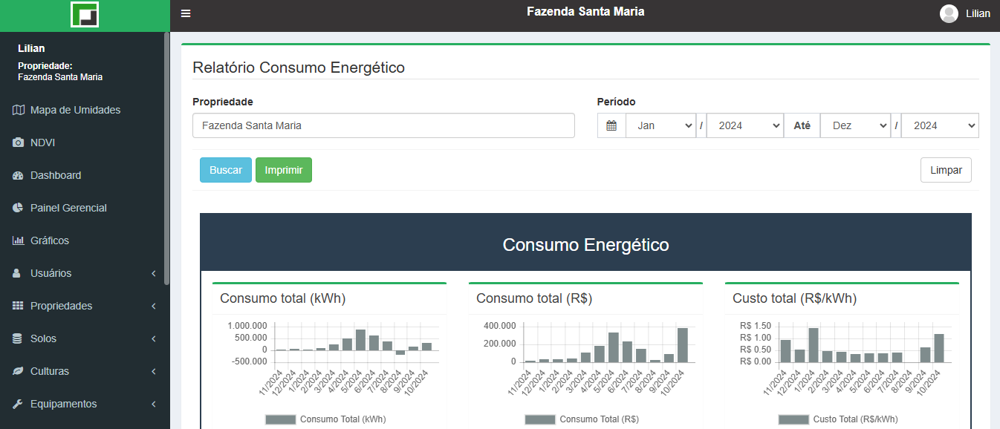 Fazenda Santa Maria
Lilian
Lilian
Propriedade:
Fazenda Santa Maria
Mapa de Umidades
NDVI
Dashboard
Painel Gerencial
Gráficos
Usuários
Propriedades
Solos
Culturas
Equipamentos
Relatório Consumo Energético
Propriedade
Período
Fazenda Santa Maria
Jan / 2024 Até Dez / 2024
Buscar
Imprimir
Limpar
Consumo Energético
Consumo total (kWh)
1.000.000
500.000
0
-500.000
11/2024 12/2024 1/2024 2/2024 3/2024 4/2024 5/2024 6/2024 7/2024 8/2024 9/2024 10/2024
Consumo Total (kWh)
Consumo total (R$)
400.000
200.000
0
11/2024 12/2024 1/2024 2/2024 3/2024 4/2024 5/2024 6/2024 7/2024 8/2024 9/2024 10/2024
Consumo Total (R$)
Custo total (R$/kWh)
R$ 1.50
R$ 1.00
R$ 0.50
R$ 0.00
11/2024 12/2024 1/2024 2/2024 3/2024 4/2024 5/2024 6/2024 7/2024 8/2024 9/2024 10/2024
Custo Total (R$/kWh)